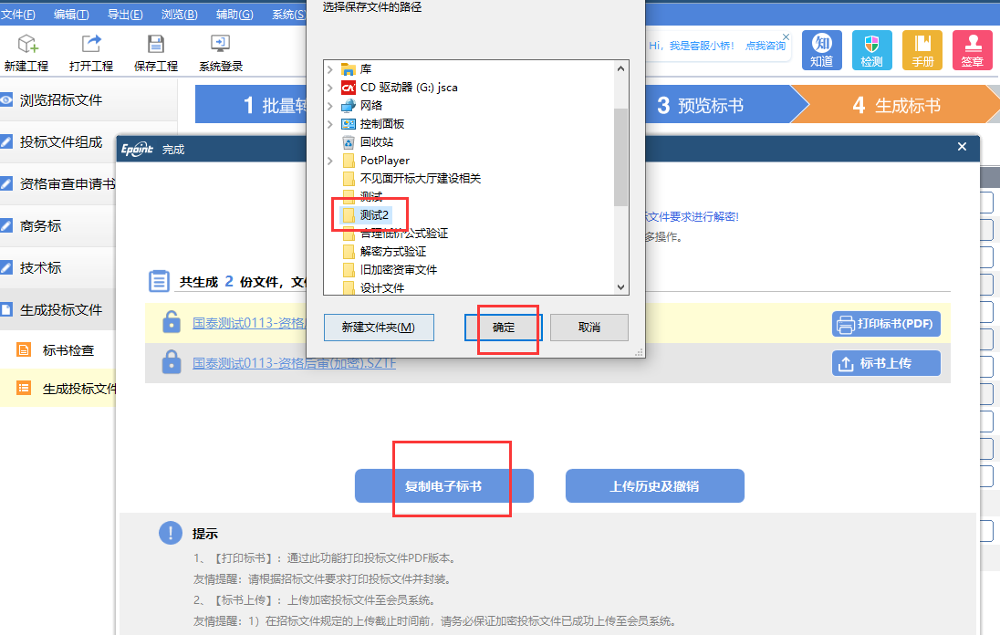 文件(F) 编辑(T) 导出(E) 浏览(B) 辅助(G) 系统(S
选择保存文件的路径
新建工程 打开工程 保存工程 系统登录
Hi，我是客服小桥！ 点我咨询
知
知道 检测 手册 签章
浏览招标文件
投标文件组成
资格审查申请书
商务标
技术标
生成投标文件
标书检查
生成投标文件
1 批量转
3 预览标书
4 生成标书
库
CD 驱动器 (G:) jsca
网络
控制面板
回收站
PotPlayer
不见面开标大厅建设相关
测试
测试2
合理低价公式验证
解密方式验证
旧加密资审文件
设计文件
新建文件夹(M) 确定 取消
Epoint 完成
标文件要求进行解密!
多操作。
共生成 2 份文件，文
国泰测试0113-资格
打印标书(PDF)
国泰测试0113-资格后审(加密).SZTF
标书上传
复制电子标书 上传历史及撤销
提示
1、【打印标书】：通过此功能打印投标文件PDF版本。
友情提醒：请根据招标文件要求打印投标文件并封装。
2、【标书上传】：上传加密投标文件至会员系统。
友情提醒：1）在招标文件规定的上传截止时间前，请务必保证加密投标文件已成功上传至会员系统。